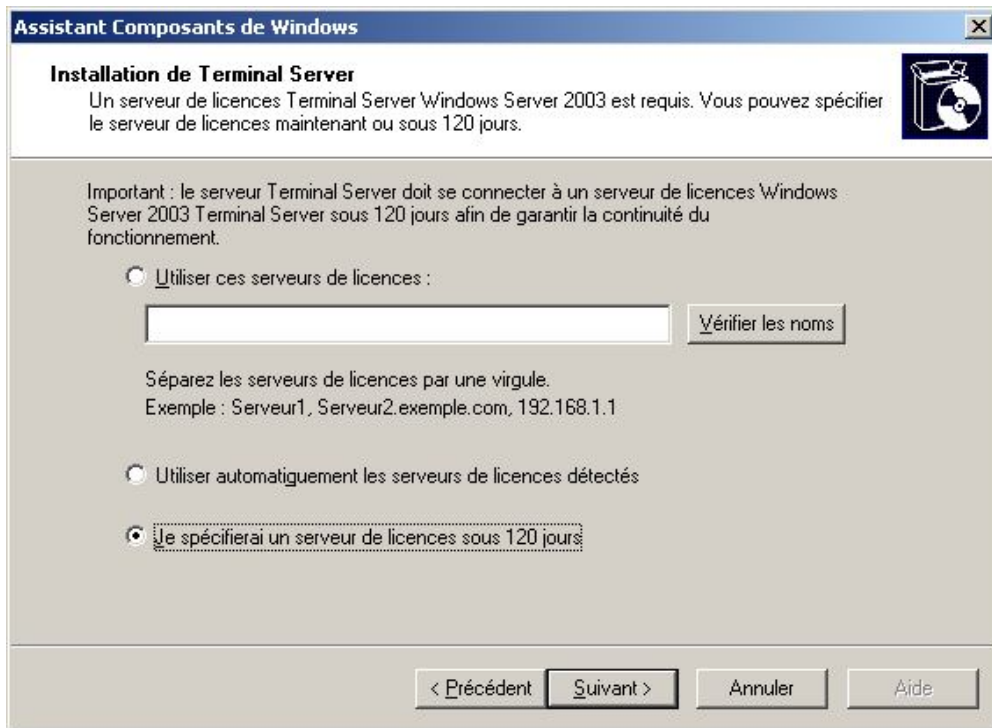 Assistant Composants de Windows
Installation de Terminal Server
Un serveur de licences Terminal Server Windows Server 2003 est requis. Vous pouvez spécifier
le serveur de licences maintenant ou sous 120 jours.
Important : le serveur Terminal Server doit se connecter à un serveur de licences Windows
Server 2003 Terminal Server sous 120 jours afin de garantir la continuité du
fonctionnement.
Utiliser ces serveurs de licences :
Vérifier les noms
Séparez les serveurs de licences par une virgule.
Exemple : Serveur1, Serveur2.exemple.com, 192.168.1.1
Utiliser automatiquement les serveurs de licences détectés
Je spécifierai un serveur de licences sous 120 jours
< Précédent
Suivant >
Annuler
Aide